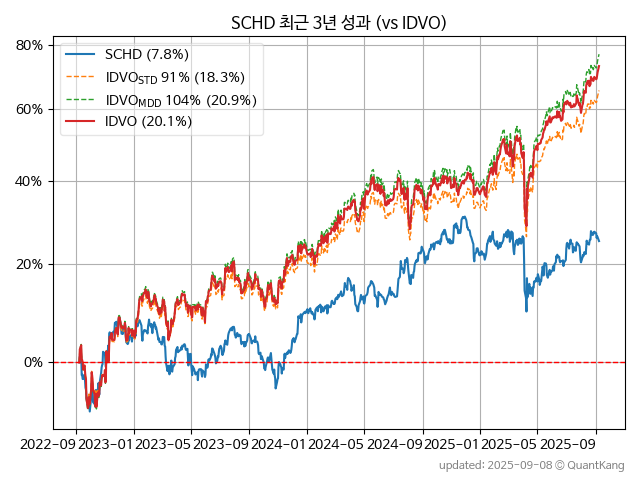 SCHD 최근 3년 성과 (vs IDVO)
80%
60%
40%
20%
0%
SCHD (7.8%)
IDVO_STD 91% (18.3%)
IDVO_MDD 104% (20.9%)
IDVO (20.1%)
2022-09 2023-01 2023-05 2023-09 2024-01 2024-05 2024-09 2025-01 2025-05 2025-09
updated: 2025-09-08 © QuantKang